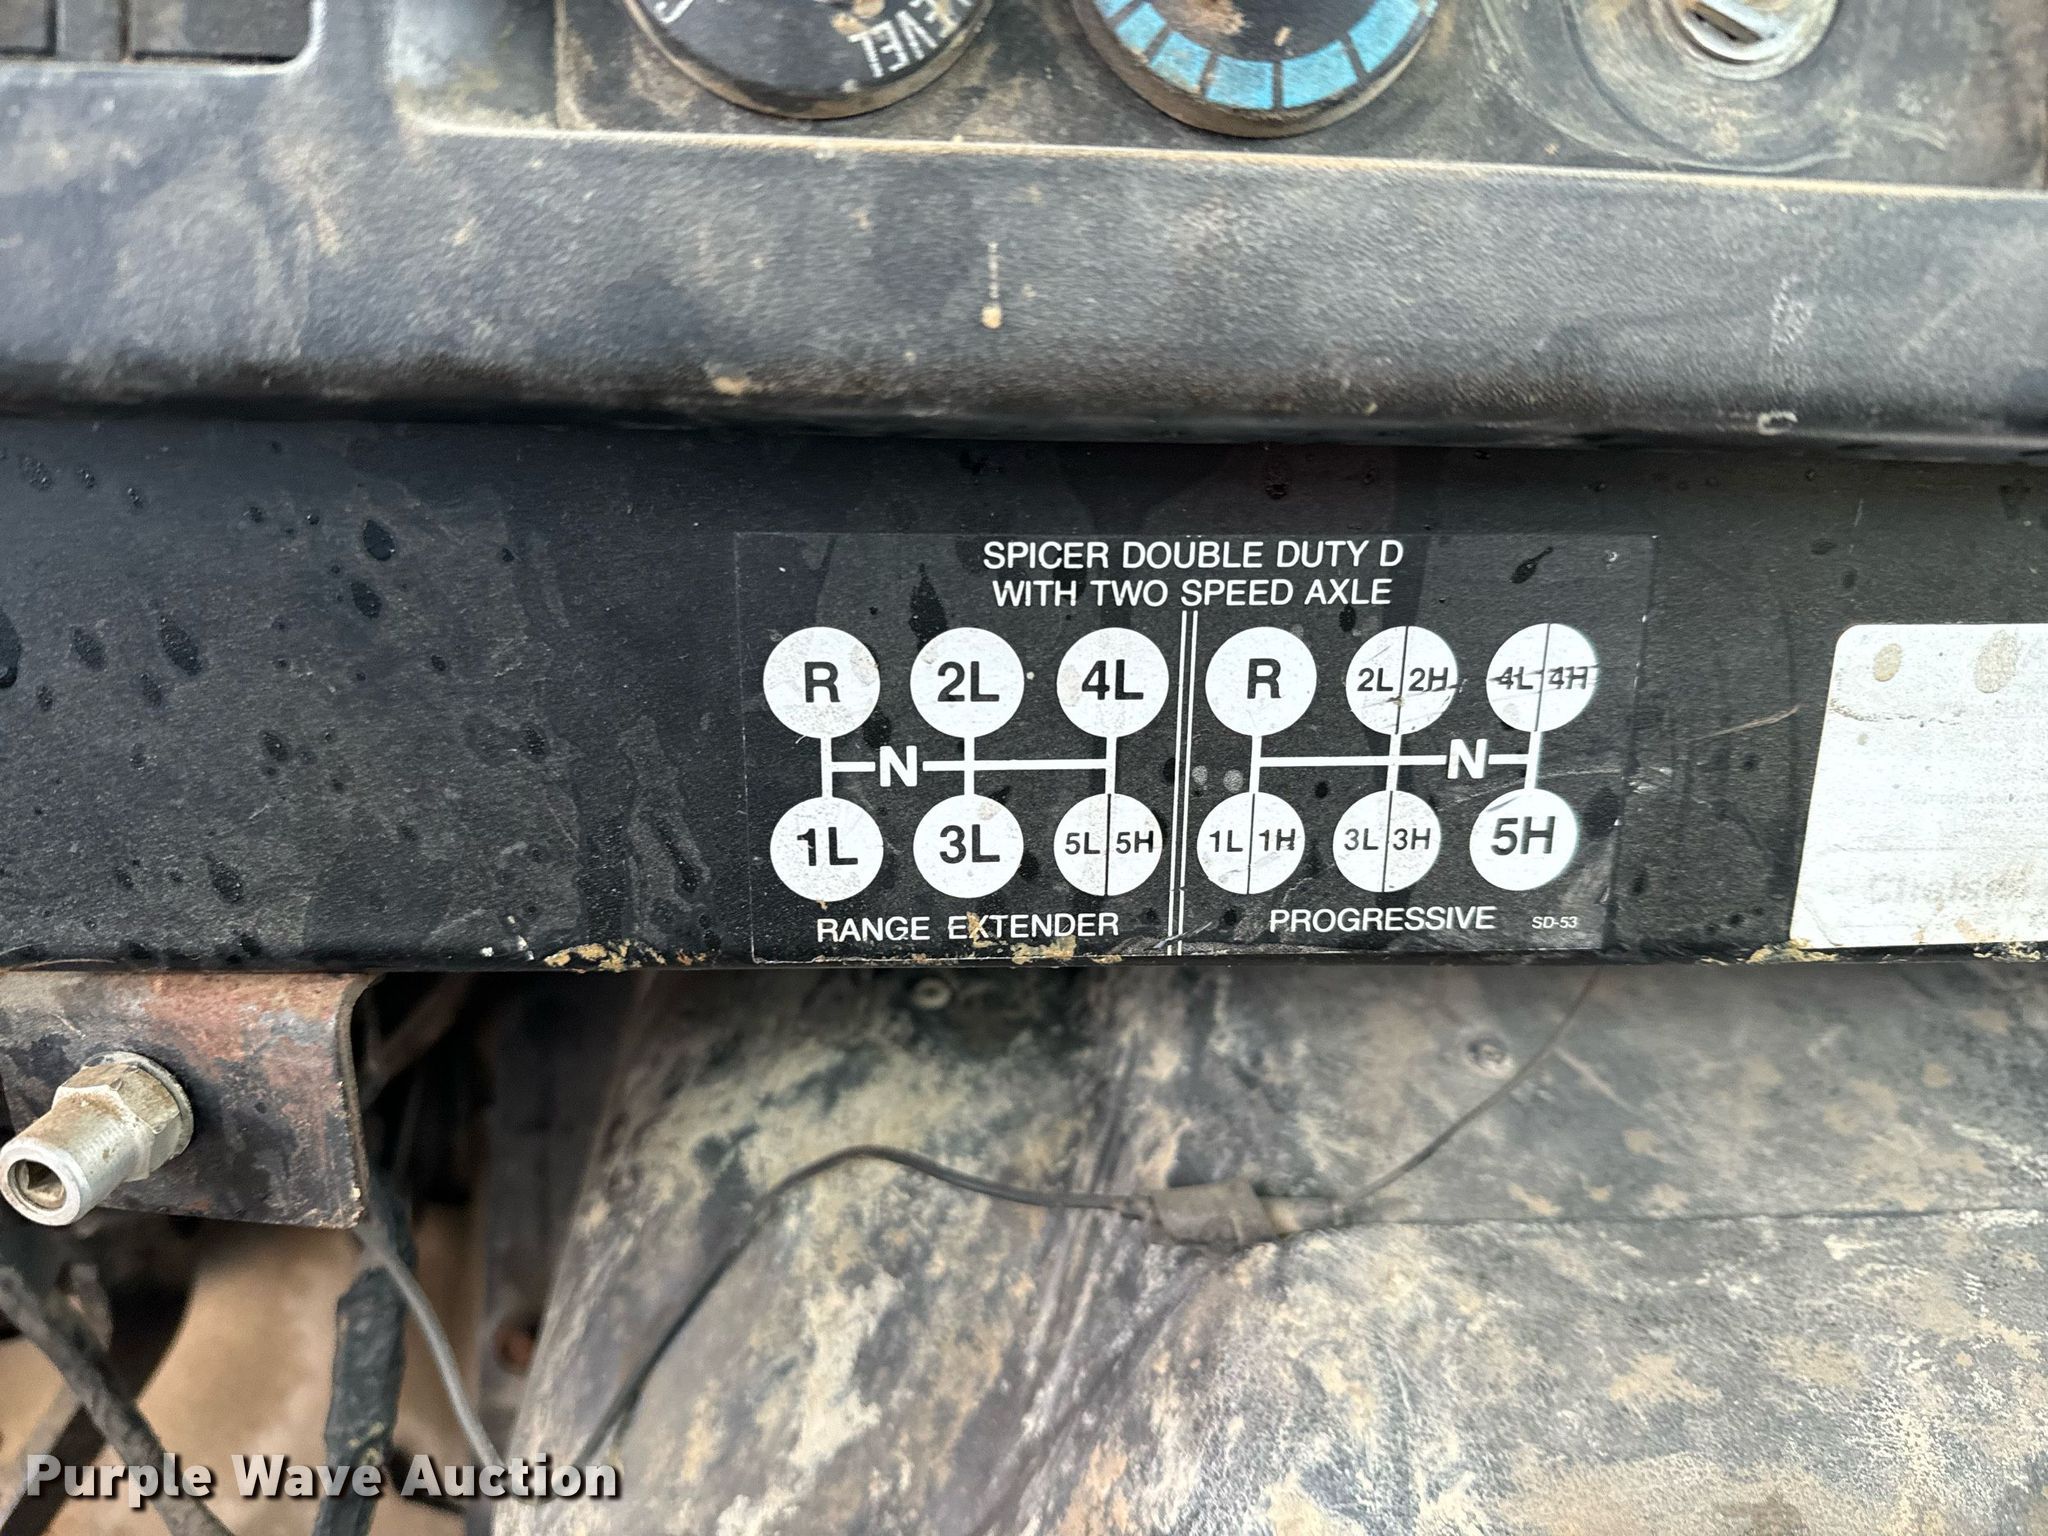 LEVEL
SPICER DOUBLE DUTY D
WITH TWO SPEED AXLE
R 2L 4L R 2L 2H 4L 4H
N N
1L 3L 5L 5H 1L 1H 3L 3H 5H
RANGE EXTENDER PROGRESSIVE SD-53
Purple Wave Auction